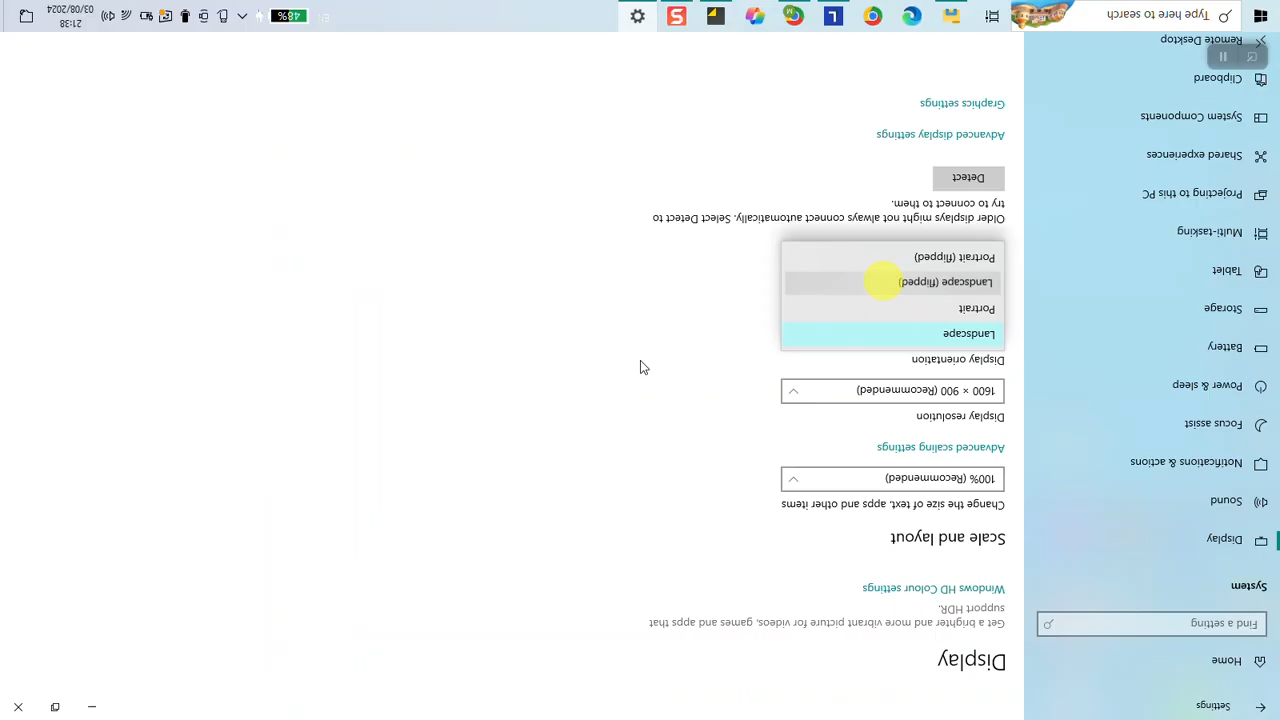 Settings
Home
Find a setting
System
Display
Sound
Notifications & actions
Focus assist
Power & sleep
Battery
Storage
Tablet
Multi-tasking
Projecting to this PC
Shared experiences
System Components
Clipboard
Remote Desktop
Display
Get a brighter and more vibrant picture for videos, games and apps that
support HDR.
Windows HD Colour settings
Scale and layout
Change the size of text, apps and other items
100% (Recommended)
Advanced scaling settings
Display resolution
1600 × 900 (Recommended)
Display orientation
Landscape
Portrait
Landscape (flipped)
Portrait (flipped)
Older displays might not always connect automatically. Select Detect to
try to connect to them.
Detect
Advanced display settings
Graphics settings
Type here to search
48%
21:37
03/08/2024